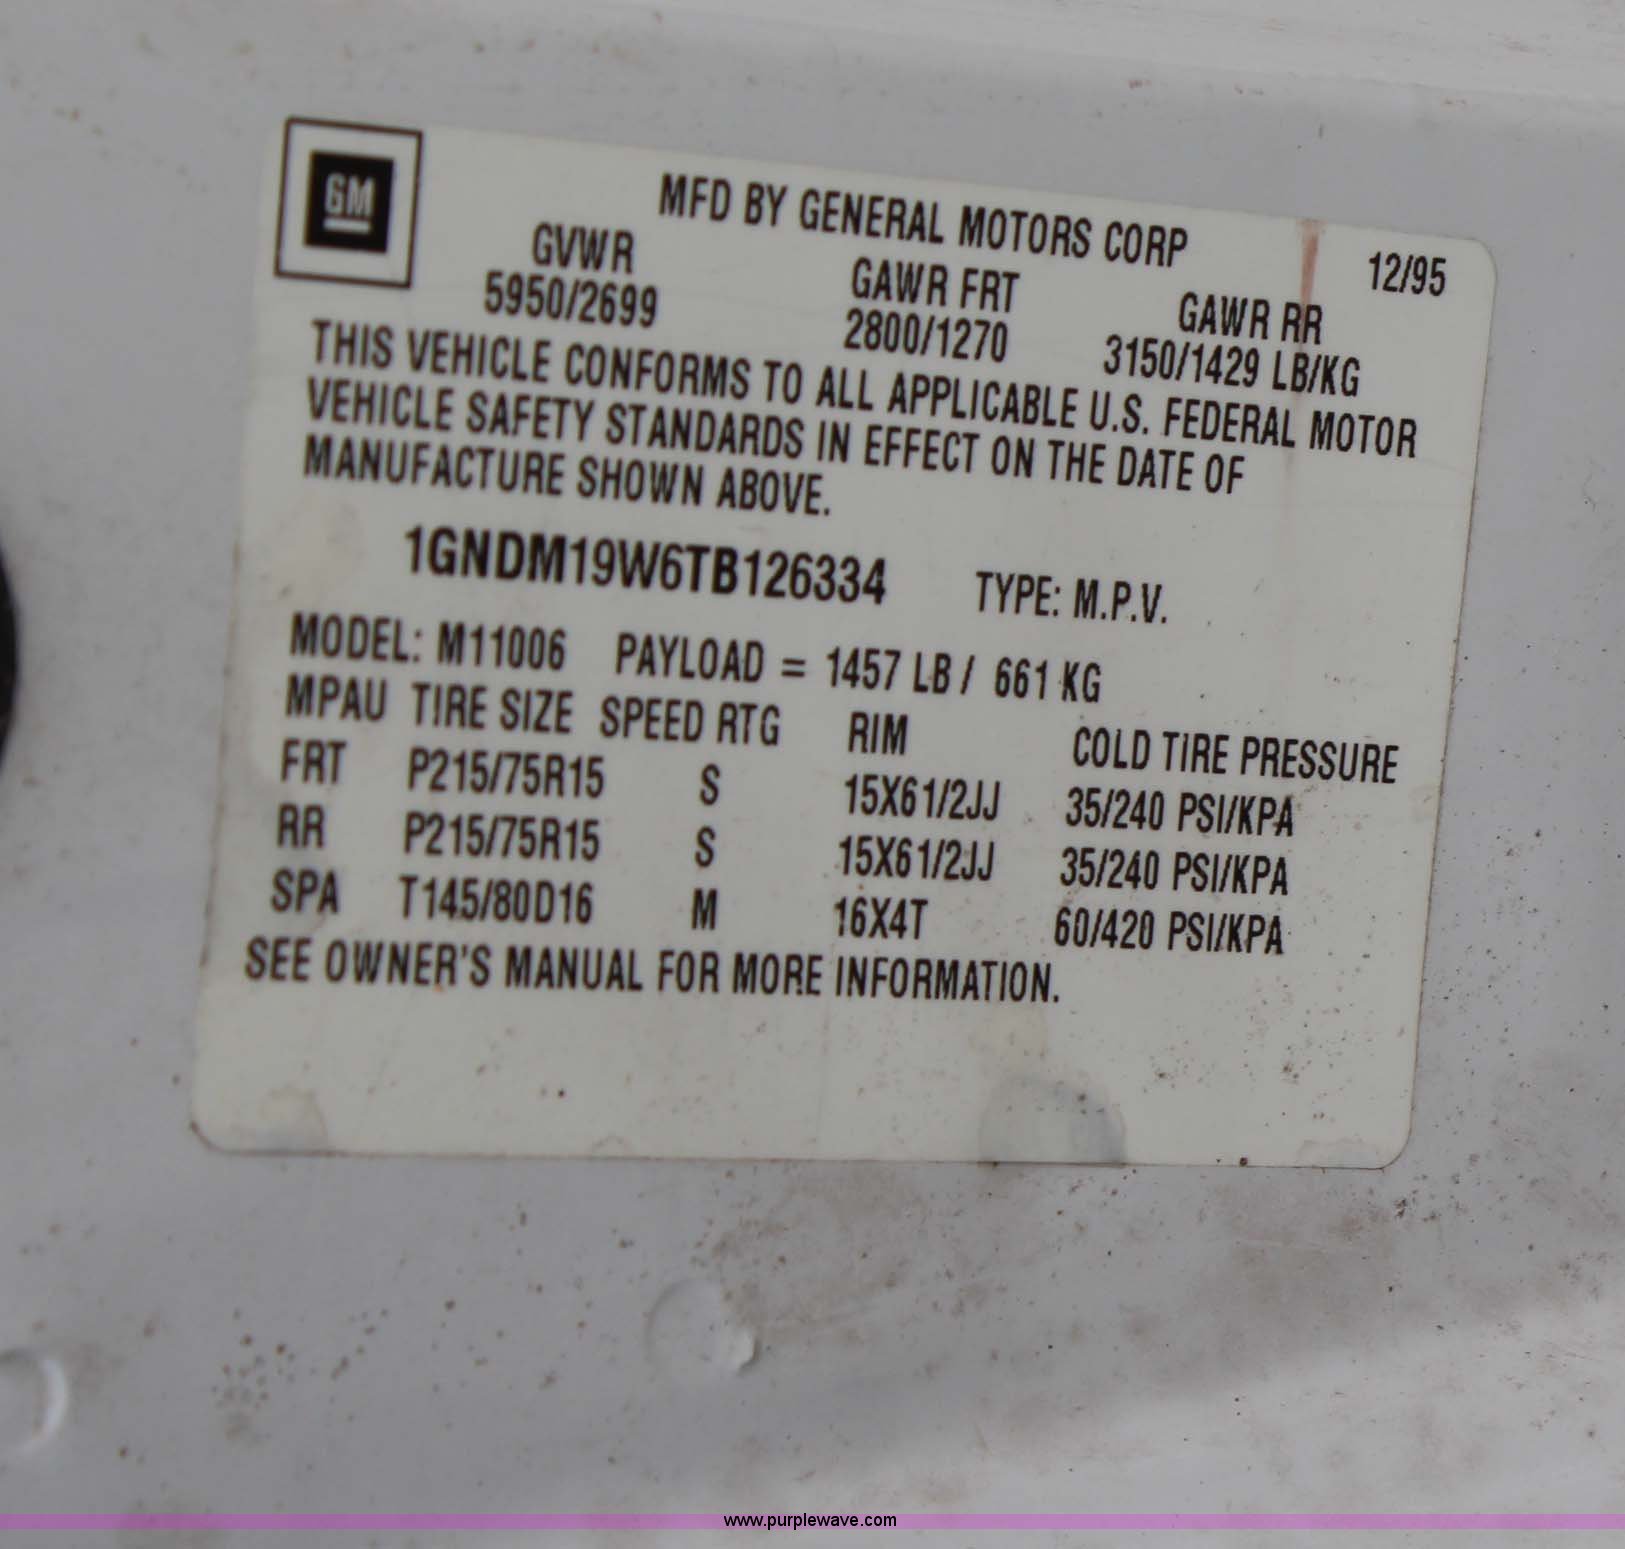 GM
MFD BY GENERAL MOTORS CORP 12/95
GVWR GAWR FRT GAWR RR
5950/2699 2800/1270 3150/1429 LB/KG
THIS VEHICLE CONFORMS TO ALL APPLICABLE U.S. FEDERAL MOTOR
VEHICLE SAFETY STANDARDS IN EFFECT ON THE DATE OF
MANUFACTURE SHOWN ABOVE.
1GNDM19W6TB126334 TYPE: M.P.V.
MODEL: M11006 PAYLOAD = 1457 LB / 661 KG
MPAU TIRE SIZE SPEED RTG RIM COLD TIRE PRESSURE
FRT P215/75R15 S 15X6 1/2JJ 35/240 PSI/KPA
RR P215/75R15 S 15X6 1/2JJ 35/240 PSI/KPA
SPA T145/80D16 M 16X4T 60/420 PSI/KPA
SEE OWNER'S MANUAL FOR MORE INFORMATION.
www.purplewave.com